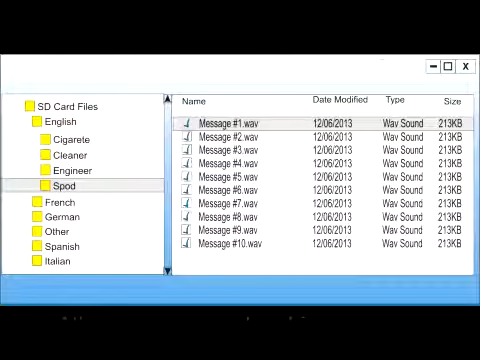 X
Name Date Modified Type Size
SD Card Files
English
Cigarete
Cleaner
Engineer
Spod
French
German
Other
Spanish
Italian
Message #1.wav 12/06/2013 Wav Sound 213KB
Message #2.wav 12/06/2013 Wav Sound 213KB
Message #3.wav 12/06/2013 Wav Sound 213KB
Message #4.wav 12/06/2013 Wav Sound 213KB
Message #5.wav 12/06/2013 Wav Sound 213KB
Message #6.wav 12/06/2013 Wav Sound 213KB
Message #7.wav 12/06/2013 Wav Sound 213KB
Message #8.wav 12/06/2013 Wav Sound 213KB
Message #9.wav 12/06/2013 Wav Sound 213KB
Message #10.wav 12/06/2013 Wav Sound 213KB